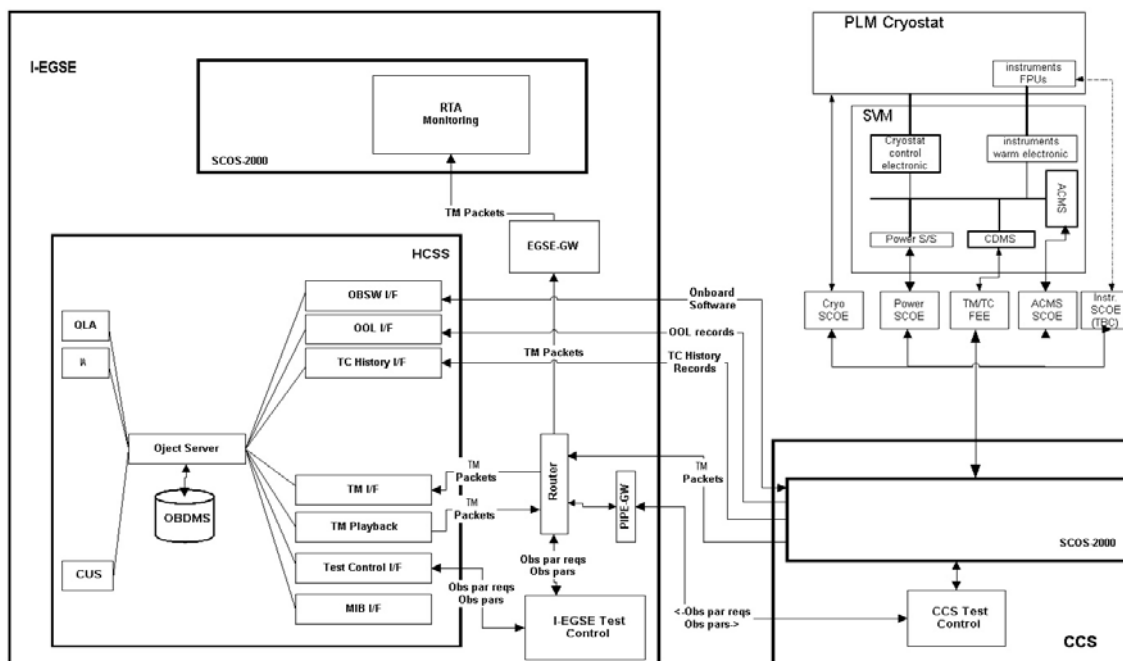 I-EGSE
RTA
Monitoring
SCOS-2000
TM Packets
EGSE-GW
HCSS
OBSW I/F
OOL I/F
TC History I/F
QLA
IA
Oject Server
OBDMS
CUS
TM I/F
TM Playback
Test Control I/F
MIB I/F
TM Packets
TM
Packets
TM
Packets
Router
PIPE-GW
Obs par reqs
Obs pars
Obs par reqs
Obs pars
I-EGSE Test
Control
Onboard
Software
OOL records
TC History
Records
TM
Packets
<-Obs par reqs
Obs pars->
PLM Cryostat
instruments
FPUs
SVM
Cryostat
control
electronic
instruments
warm electronic
ACMS
Power S/S
CDMS
Cryo
SCOE
Power
SCOE
TM/TC
FEE
ACMS
SCOE
Instr.
SCOE
(TBC)
SCOS-2000
CCS Test
Control
CCS